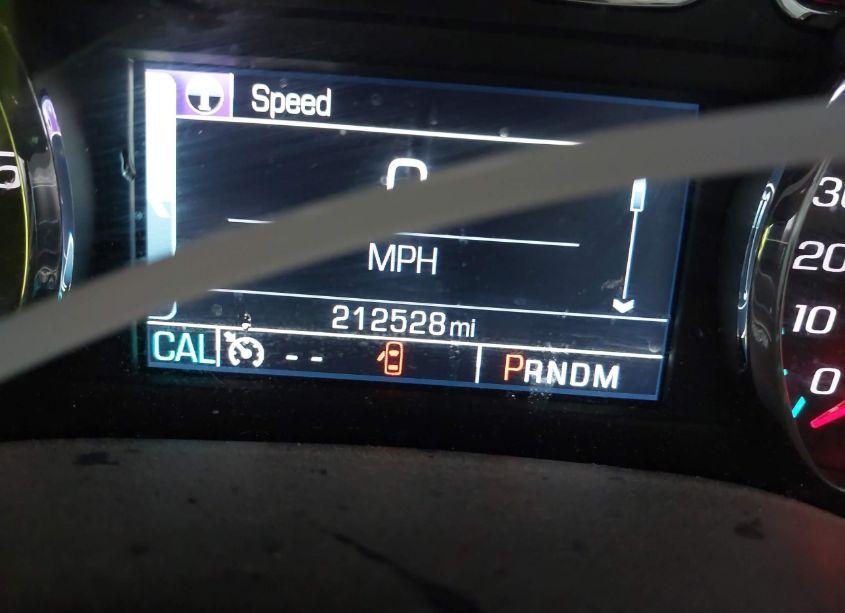 Speed
0
MPH
212528 mi
CAL -- PRNDM
30
20
10
0